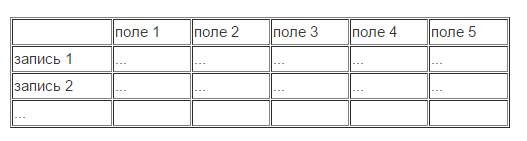 поле 1 поле 2 поле 3 поле 4 поле 5
запись 1 ... ... ... ... ...
запись 2 ... ... ... ... ...
...